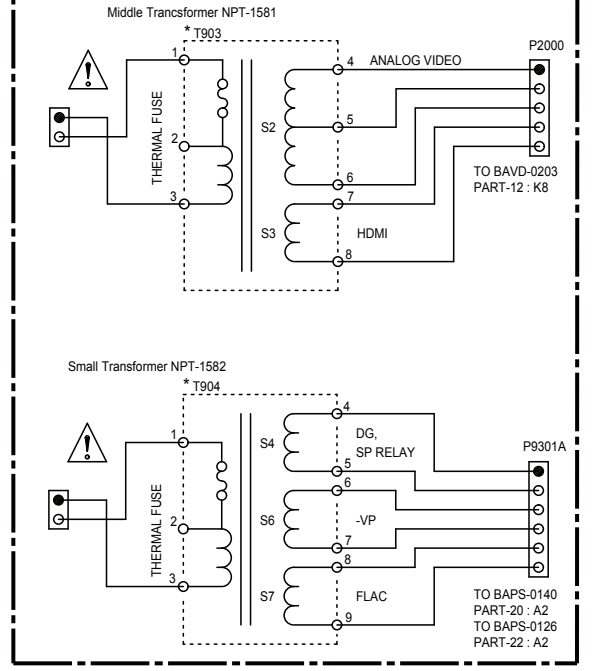 Middle Trancsformer NPT-1581
* T903
1
4
ANALOG VIDEO
P2000
THERMAL FUSE
2
S2
5
6
TO BAVD-0203
PART-12 : K8
3
7
S3
HDMI
8
Small Transformer NPT-1582
* T904
1
4
S4
DG,
SP RELAY
P9301A
5
6
THERMAL FUSE
2
S6
-VP
7
8
3
S7
FLAC
9
TO BAPS-0140
PART-20 : A2
TO BAPS-0126
PART-22 : A2